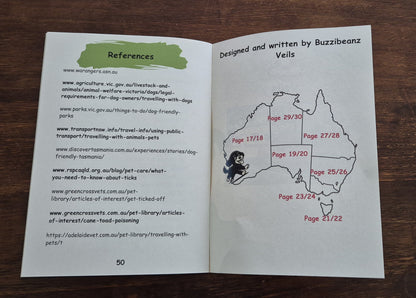 References
www.warangers.asn.au
www.agriculture.vic.gov.au/livestock-and-
animals/animal-welfare-victoria/dogs/legal-
requirements-for-dog-owners/travelling-with-dogs
www.parks.vic.gov.au/things-to-do/dog-friendly-
parks
www.transportnsw.info/travel-info/using-public-
transport/travelling-with-animals-pets
www.discovertasmania.com.au/experiences/stories/dog-
friendly-tasmania/
www.rspcaqld.org.au/blog/pet-care/what-
you-need-to-know-about-ticks
www.greencrossvets.com.au/pet-
library/articles-of-interest/get-ticked-off
www.greencrossvets.com.au/pet-library/articles-
of-interest/cane-toad-poisoning
https://adelaidevet.com.au/travelling-with-
pets/t
50
Designed and written by Buzzibeanz
Veils
Page 29/30
Page 17/18
Page 27/28
Page 19/20
Page 25/26
Page 23/24
Page 21/22